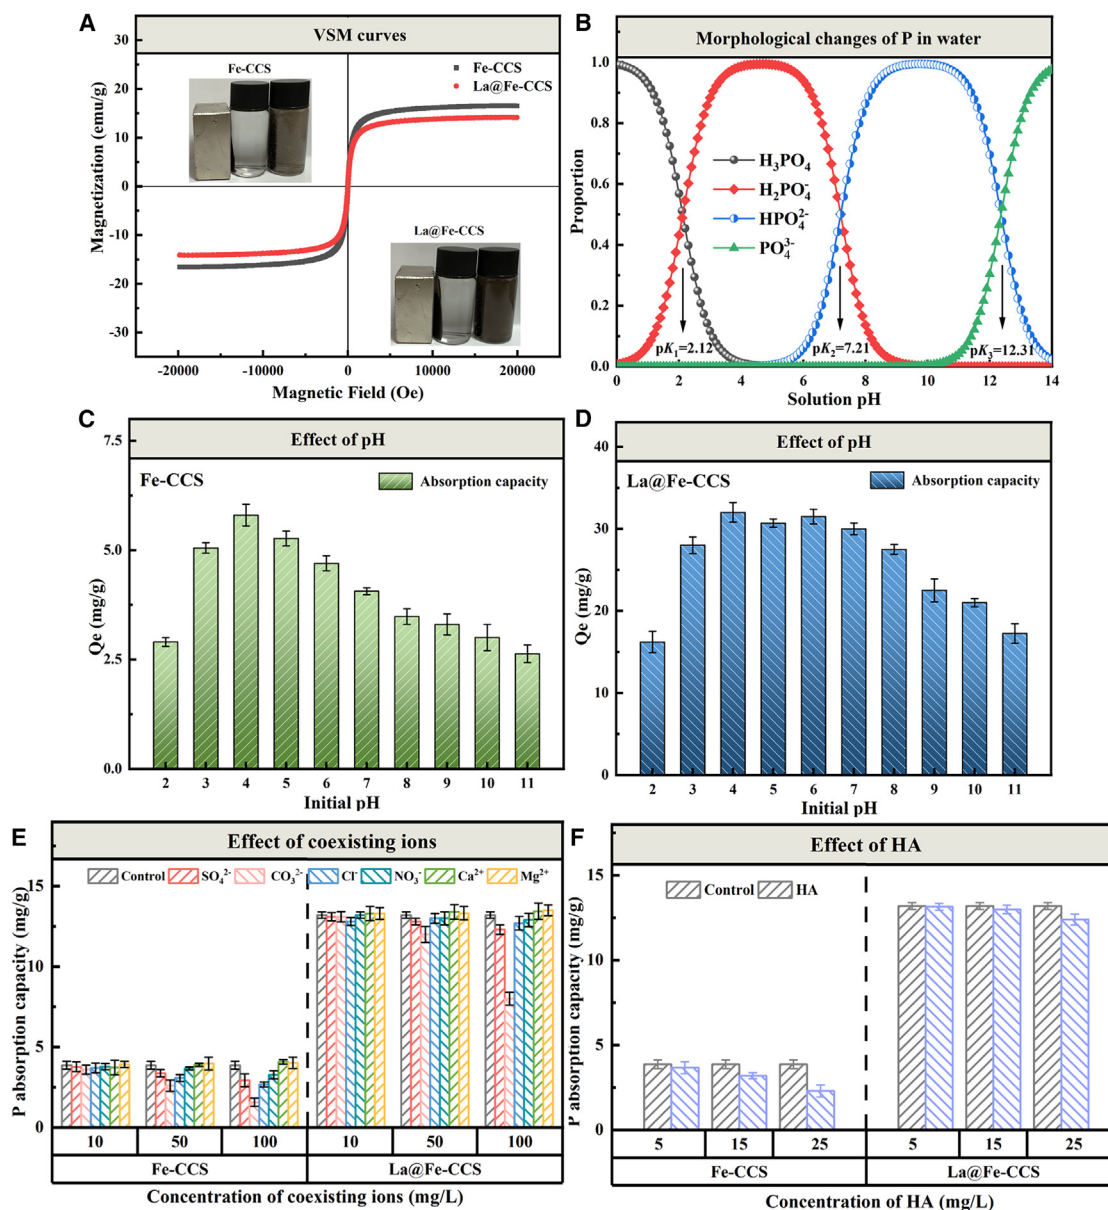 A
VSM curves
Magnetization (emu/g)
30
20
10
0
-10
-20
-30
Fe-CCS
Fe-CCS
La@Fe-CCS
La@Fe-CCS
-20000
-10000
0
10000
20000
Magnetic Field (Oe)
B
Morphological changes of P in water
Proportion
1.0
0.8
0.6
0.4
0.2
0.0
H₃PO₄
H₂PO₄⁻
HPO₄²⁻
PO₄³⁻
pK₁=2.12
pK₂=7.21
pK₃=12.31
0
2
4
6
8
10
12
14
Solution pH
C
Effect of pH
Fe-CCS
Absorption capacity
Qe (mg/g)
7.5
5.0
2.5
0.0
2 3 4 5 6 7 8 9 10 11
Initial pH
D
Effect of pH
La@Fe-CCS
Absorption capacity
Qe (mg/g)
40
30
20
10
0
2 3 4 5 6 7 8 9 10 11
Initial pH
E
Effect of coexisting ions
Control SO₄²⁻ CO₃²⁻ Cl⁻ NO₃⁻ Ca²⁺ Mg²⁺
P absorption capacity (mg/g)
15
10
5
0
10 50 100 10 50 100
Fe-CCS La@Fe-CCS
Concentration of coexisting ions (mg/L)
F
Effect of HA
Control HA
P absorption capacity (mg/g)
15
10
5
0
5 15 25 5 15 25
Fe-CCS La@Fe-CCS
Concentration of HA (mg/L)